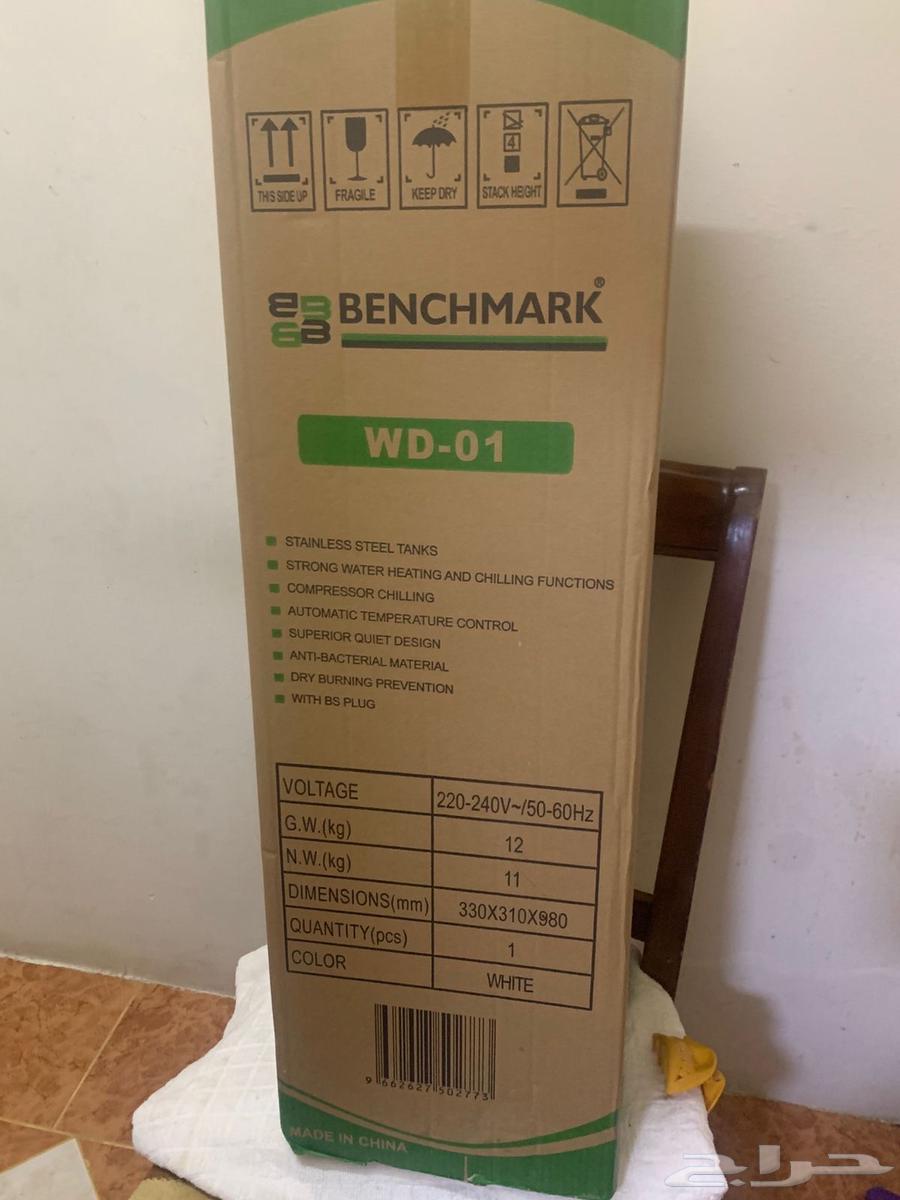 THIS SIDE UP
FRAGILE
KEEP DRY
4
STACK HEIGHT
BENCHMARK®
WD-01
STAINLESS STEEL TANKS
STRONG WATER HEATING AND CHILLING FUNCTIONS
COMPRESSOR CHILLING
AUTOMATIC TEMPERATURE CONTROL
SUPERIOR QUIET DESIGN
ANTI-BACTERIAL MATERIAL
DRY BURNING PREVENTION
WITH BS PLUG
VOLTAGE 220-240V~/50-60Hz
G.W.(kg) 12
N.W.(kg) 11
DIMENSIONS(mm) 330X310X980
QUANTITY(pcs) 1
COLOR WHITE
9 662627 502773
MADE IN CHINA
حراج